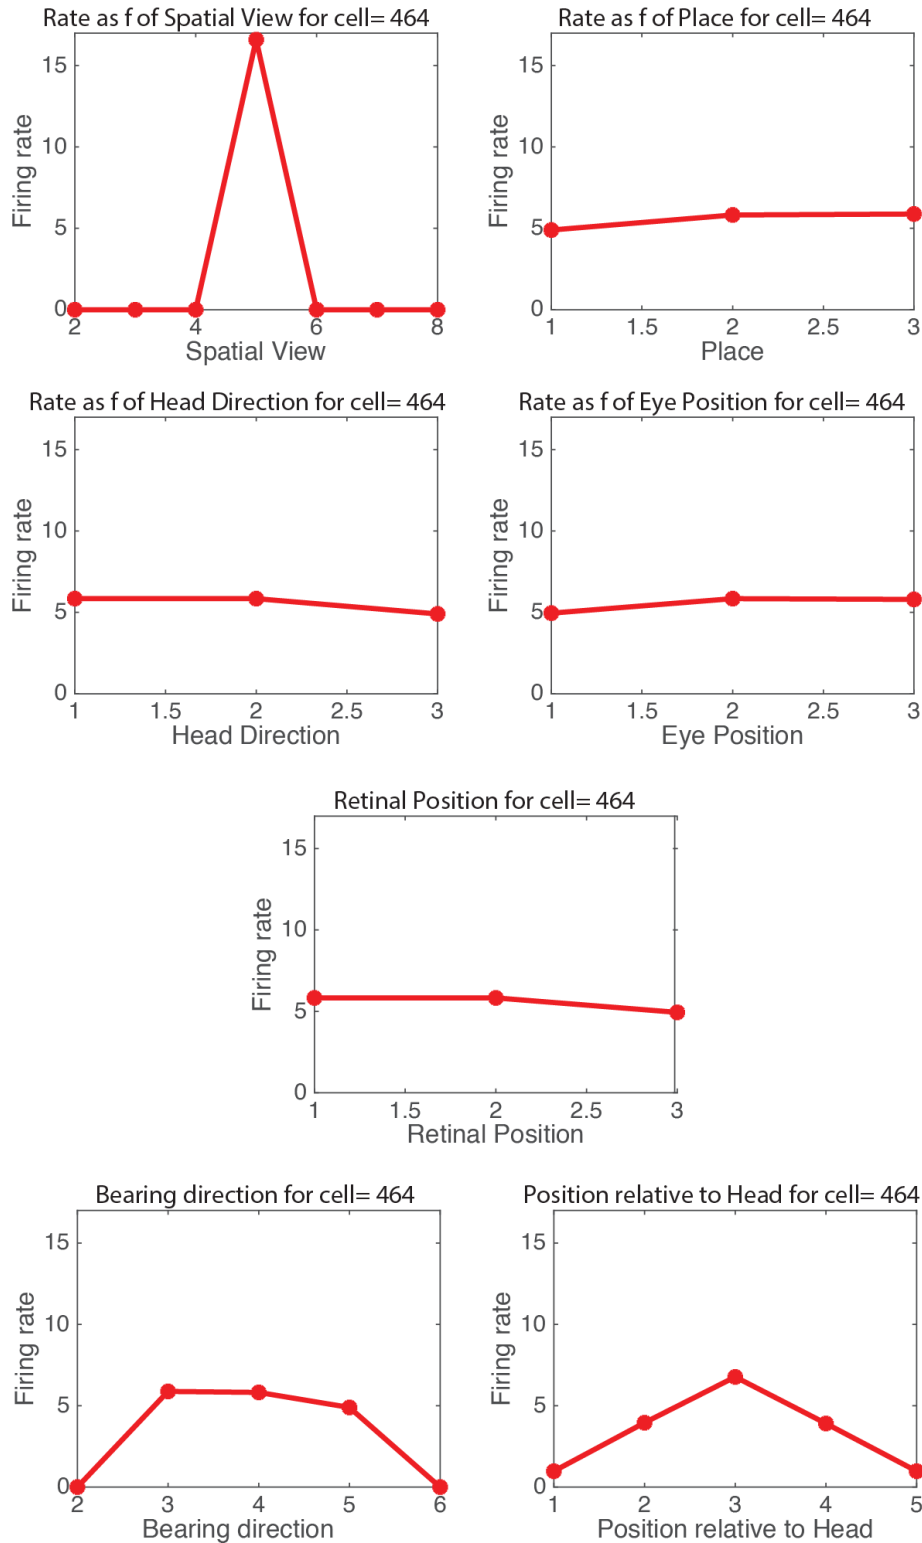 Rate as f of Spatial View for cell= 464
15
10
5
0
Firing rate
2 4 6 8
Spatial View
Rate as f of Place for cell= 464
15
10
5
0
Firing rate
1 1.5 2 2.5 3
Place
Rate as f of Head Direction for cell= 464
15
10
5
0
Firing rate
1 1.5 2 2.5 3
Head Direction
Rate as f of Eye Position for cell= 464
15
10
5
0
Firing rate
1 1.5 2 2.5 3
Eye Position
Retinal Position for cell= 464
15
10
5
0
Firing rate
1 1.5 2 2.5 3
Retinal Position
Bearing direction for cell= 464
15
10
5
0
Firing rate
2 3 4 5 6
Bearing direction
Position relative to Head for cell= 464
15
10
5
0
Firing rate
1 2 3 4 5
Position relative to Head